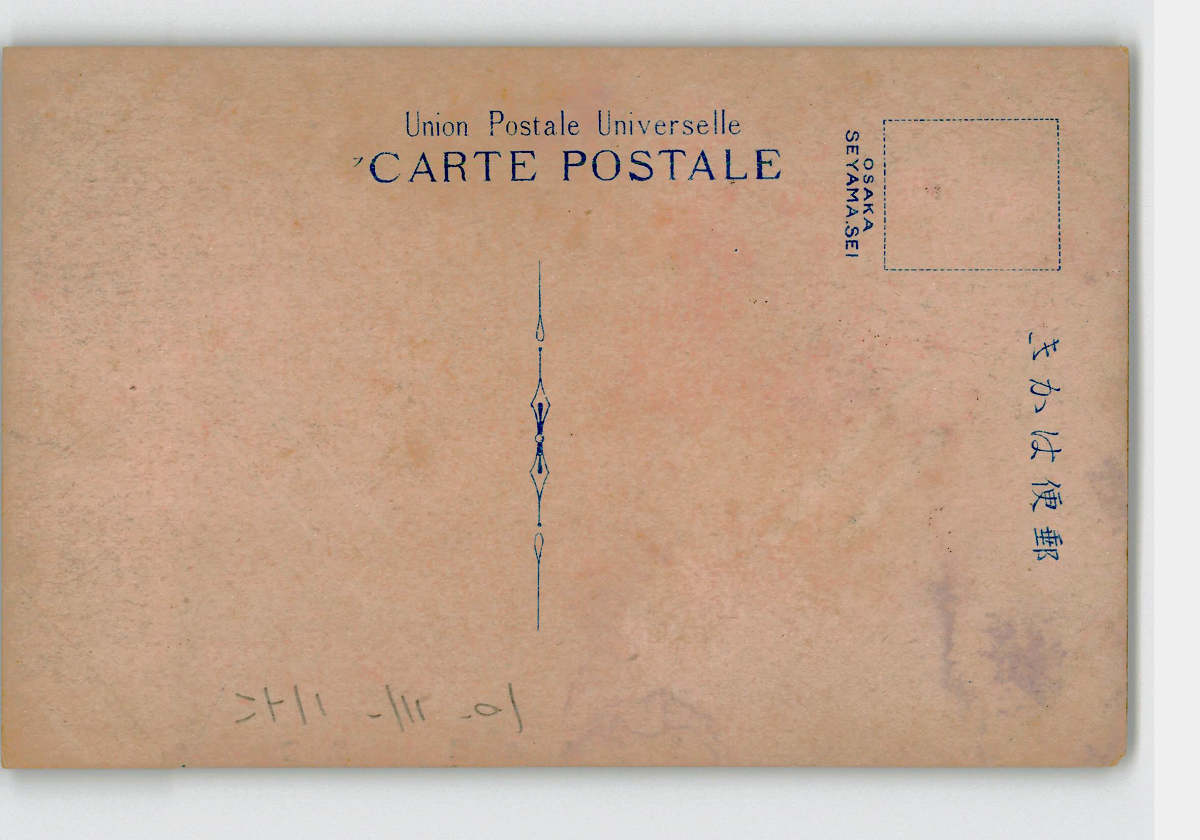 Union Postale Universelle
CARTE POSTALE
OSAKA
SEYAMA.SEI
きかは便郵